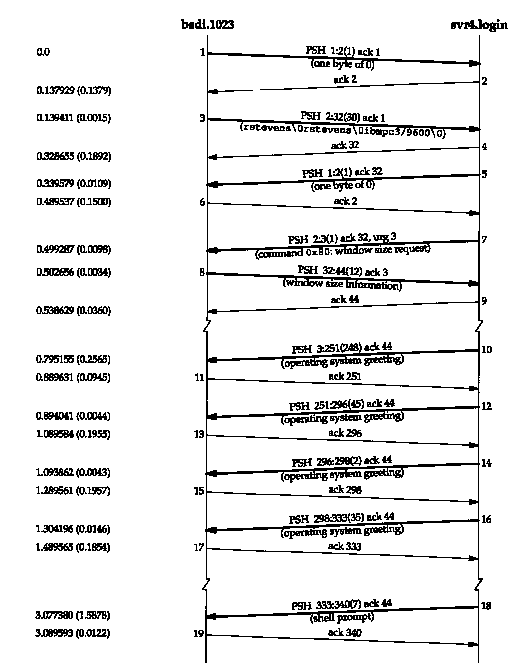 bsdi.1023 svr4.login
0.0 1 PSH 1:2(1) ack 1
(one byte of 0)
0.137929 (0.1379) ack 2 2
0.139411 (0.0015) 3 PSH 2:32(30) ack 1
(rstevens\0rstevens\0ibmpc3/9600\0)
0.328655 (0.1892) ack 32 4
0.339579 (0.0109) PSH 1:2(1) ack 32 5
(one byte of 0)
0.489537 (0.1500) 6 ack 2
0.499287 (0.0098) PSH 2:3(1) ack 32, urg 3 7
(command 0x80: window size request)
0.502656 (0.0034) 8 PSH 32:44(12) ack 3
(window size information)
0.538629 (0.0360) ack 44 9
0.795155 (0.2565) PSH 3:251(248) ack 44 10
(operating system greeting)
0.889631 (0.0945) 11 ack 251
0.894041 (0.0044) PSH 251:296(45) ack 44 12
(operating system greeting)
1.089584 (0.1955) 13 ack 296
1.093862 (0.0043) PSH 296:298(2) ack 44 14
(operating system greeting)
1.289561 (0.1957) 15 ack 298
1.304196 (0.0146) PSH 298:333(35) ack 44 16
(operating system greeting)
1.489565 (0.1854) 17 ack 333
3.077380 (1.5878) PSH 333:340(7) ack 44 18
(shell prompt)
3.089593 (0.0122) 19 ack 340